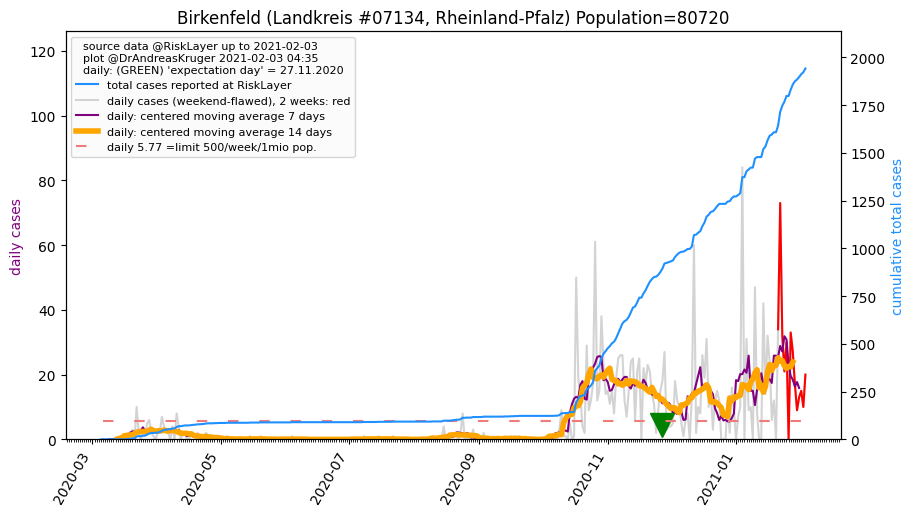 Birkenfeld (Landkreis #07134, Rheinland-Pfalz) Population=80720
source data @RiskLayer up to 2021-02-03
plot @DrAndreasKruger 2021-02-03 04:35
daily: (GREEN) 'expectation day' = 27.11.2020
total cases reported at RiskLayer
daily cases (weekend-flawed), 2 weeks: red
daily: centered moving average 7 days
daily: centered moving average 14 days
daily 5.77 =limit 500/week/1mio pop.
daily cases
120
100
80
60
40
20
0
cumulative total cases
2000
1750
1500
1250
1000
750
500
250
0
2020-03
2020-05
2020-07
2020-09
2020-11
2021-01